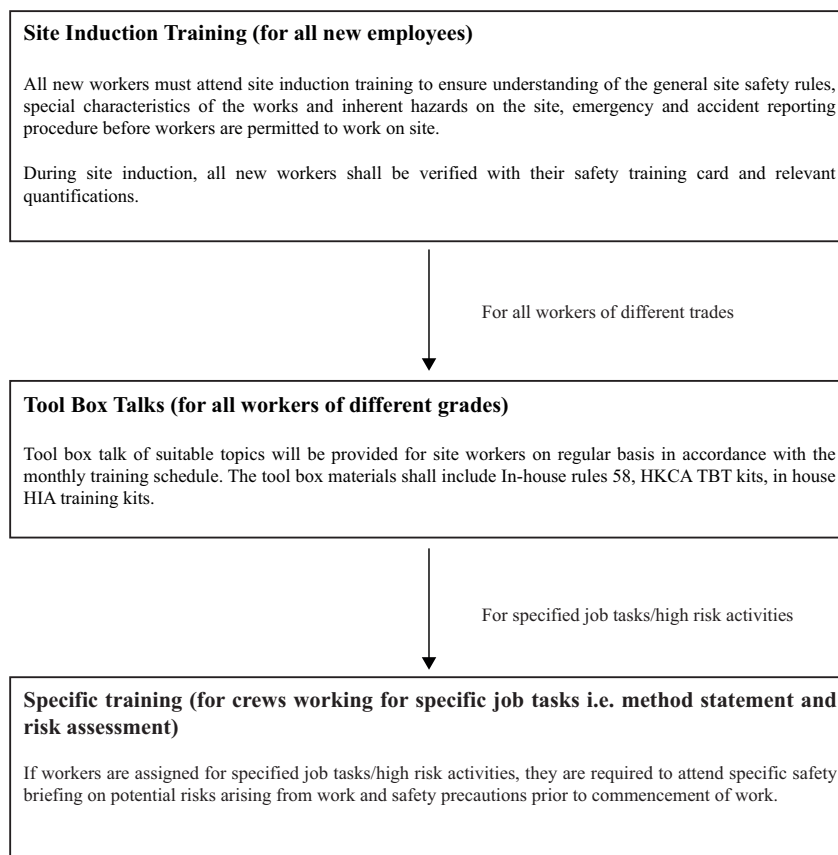 Site Induction Training (for all new employees)
All new workers must attend site induction training to ensure understanding of the general site safety rules,
special characteristics of the works and inherent hazards on the site, emergency and accident reporting
procedure before workers are permitted to work on site.
During site induction, all new workers shall be verified with their safety training card and relevant
quantifications.
For all workers of different trades
Tool Box Talks (for all workers of different grades)
Tool box talk of suitable topics will be provided for site workers on regular basis in accordance with the
monthly training schedule. The tool box materials shall include In-house rules 58, HKCA TBT kits, in house
HIA training kits.
For specified job tasks/high risk activities
Specific training (for crews working for specific job tasks i.e. method statement and
risk assessment)
If workers are assigned for specified job tasks/high risk activities, they are required to attend specific safety
briefing on potential risks arising from work and safety precautions prior to commencement of work.